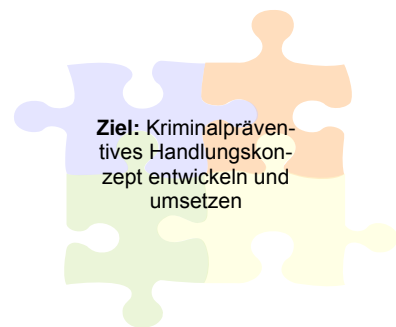 Ziel: Kriminalpräven-
tives Handlungskon-
zept entwickeln und
umsetzen